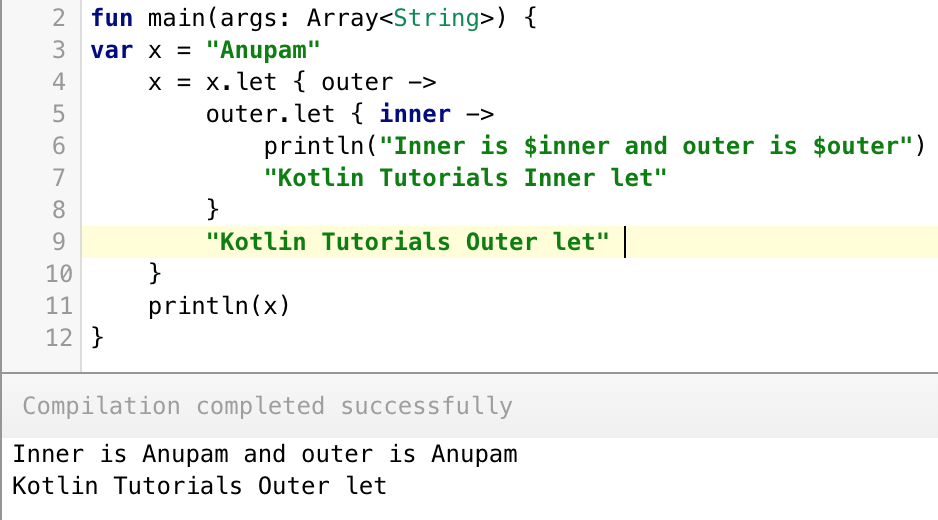 2 fun main(args: Array<String>) {
3 var x = "Anupam"
4     x = x.let { outer ->
5         outer.let { inner ->
6             println("Inner is $inner and outer is $outer")
7             "Kotlin Tutorials Inner let"
8         }
9         "Kotlin Tutorials Outer let"
10     }
11     println(x)
12 }
Compilation completed successfully
Inner is Anupam and outer is Anupam
Kotlin Tutorials Outer let